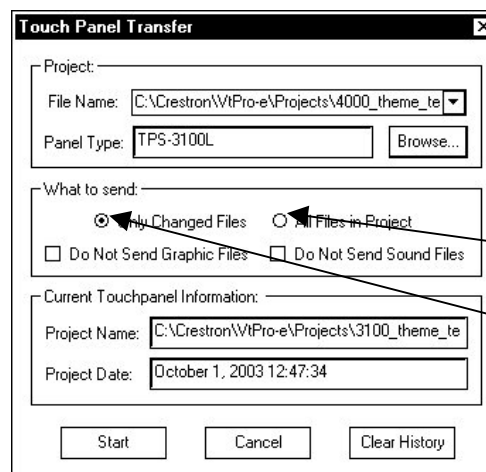 Touch Panel Transfer
Project:
File Name: C:\Crestron\VtPro-e\Projects\4000_theme_te
Panel Type: TPS-3100L Browse...
What to send:
Only Changed Files All Files in Project
Do Not Send Graphic Files Do Not Send Sound Files
Current Touchpanel Information:
Project Name: C:\Crestron\VtPro-e\Projects\3100_theme_te
Project Date: October 1, 2003 12:47:34
Start Cancel Clear History